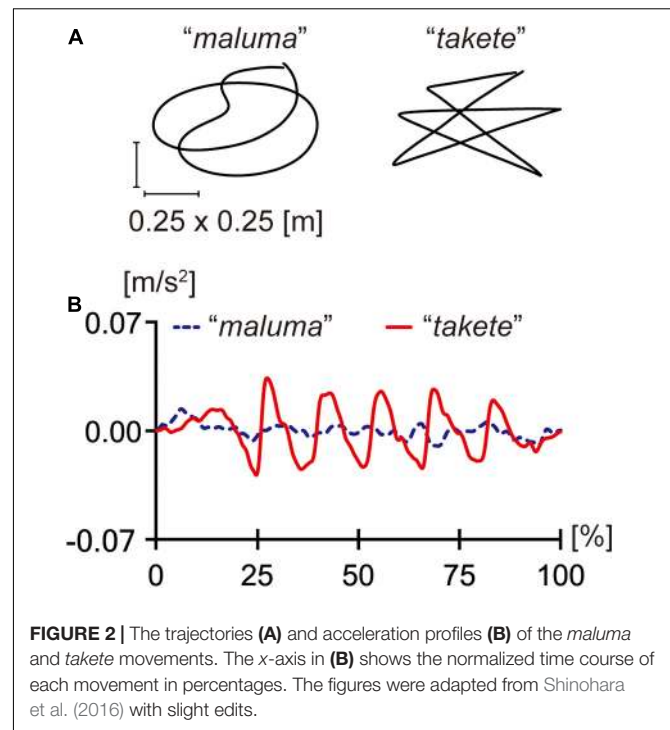 A
“maluma” “takete”
0.25 x 0.25 [m]
[m/s²]
B
0.07 “maluma” “takete”
0.00
-0.07 [%]
0 25 50 75 100
FIGURE 2 | The trajectories (A) and acceleration profiles (B) of the maluma
and takete movements. The x-axis in (B) shows the normalized time course of
each movement in percentages. The figures were adapted from Shinohara
et al. (2016) with slight edits.